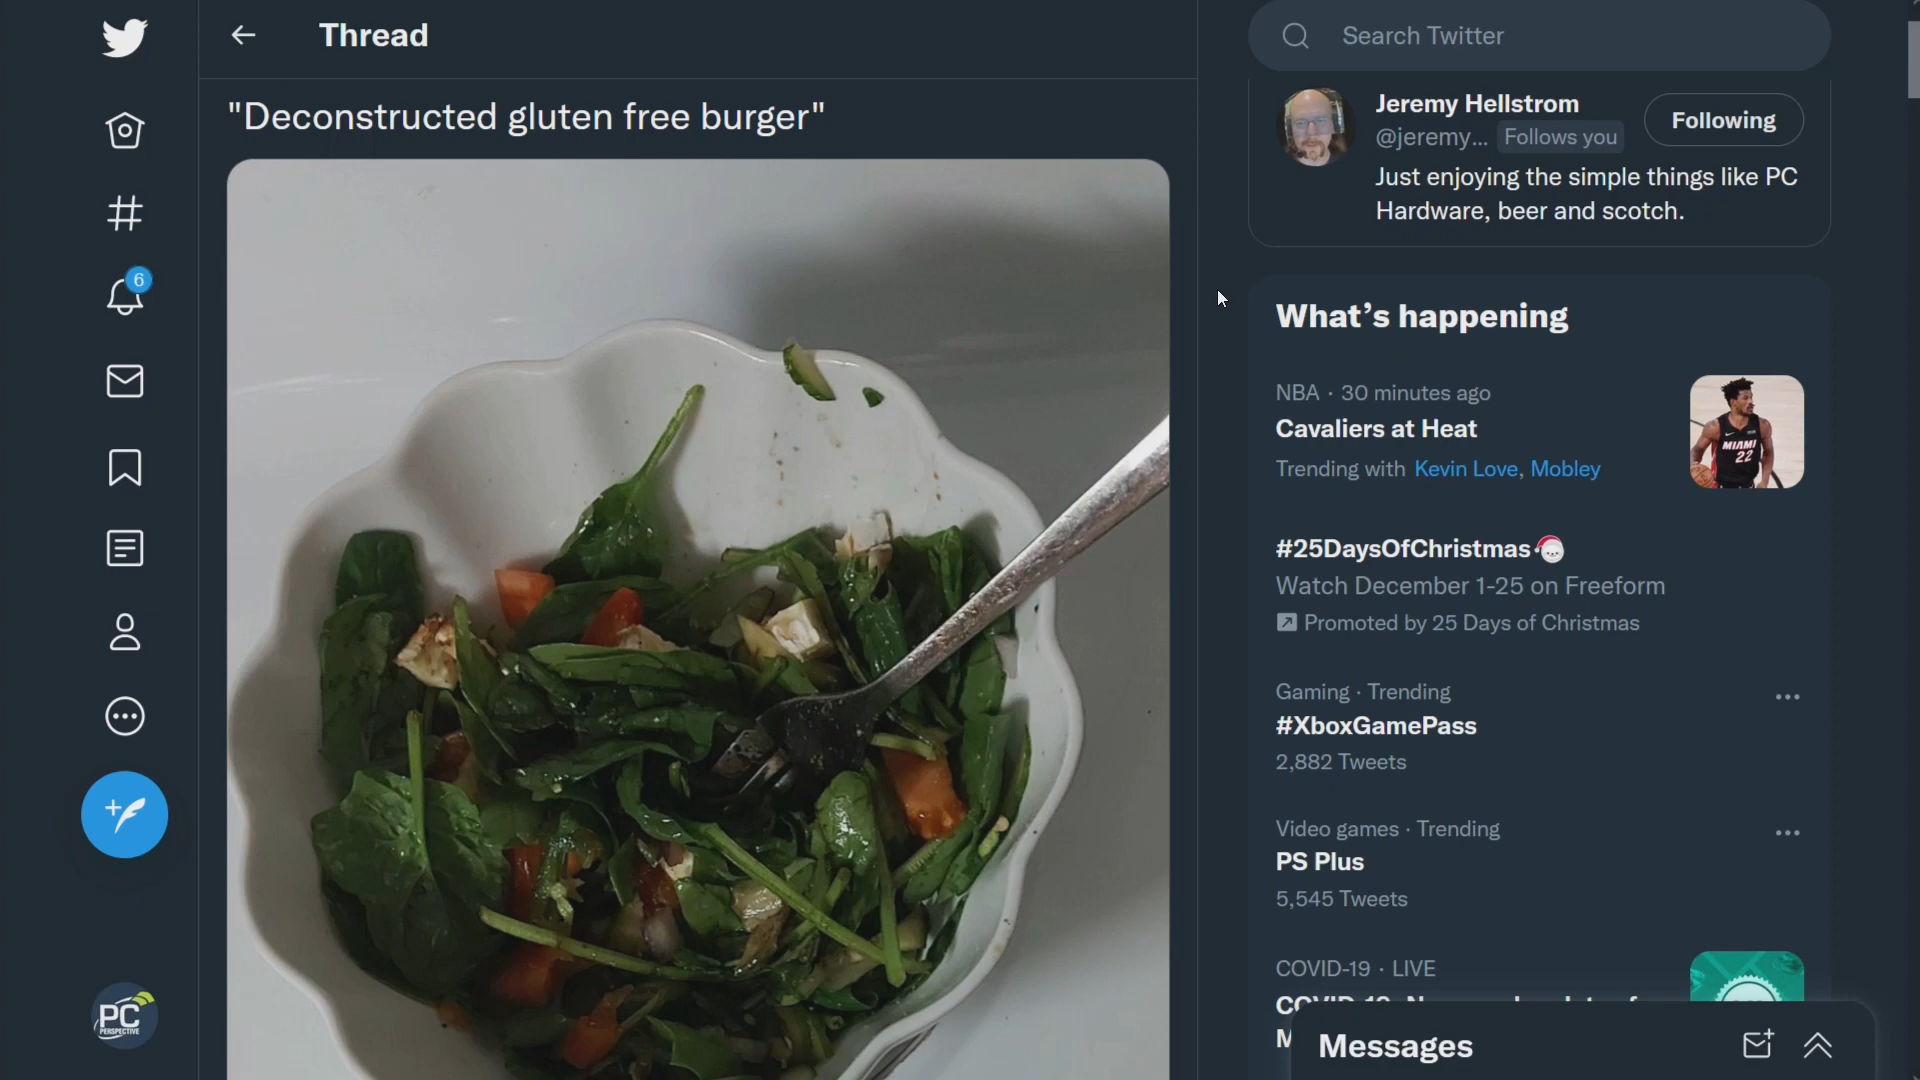 Thread
"Deconstructed gluten free burger"
6
PC
PERSPECTIVE
Search Twitter
Jeremy Hellstrom
@jeremy... Follows you
Following
Just enjoying the simple things like PC
Hardware, beer and scotch.
What's happening
NBA · 30 minutes ago
Cavaliers at Heat
Trending with Kevin Love, Mobley
MIAMI
22
#25DaysOfChristmas
Watch December 1-25 on Freeform
Promoted by 25 Days of Christmas
Gaming · Trending
#XboxGamePass
2,882 Tweets
Video games · Trending
PS Plus
5,545 Tweets
COVID-19 · LIVE
Messages